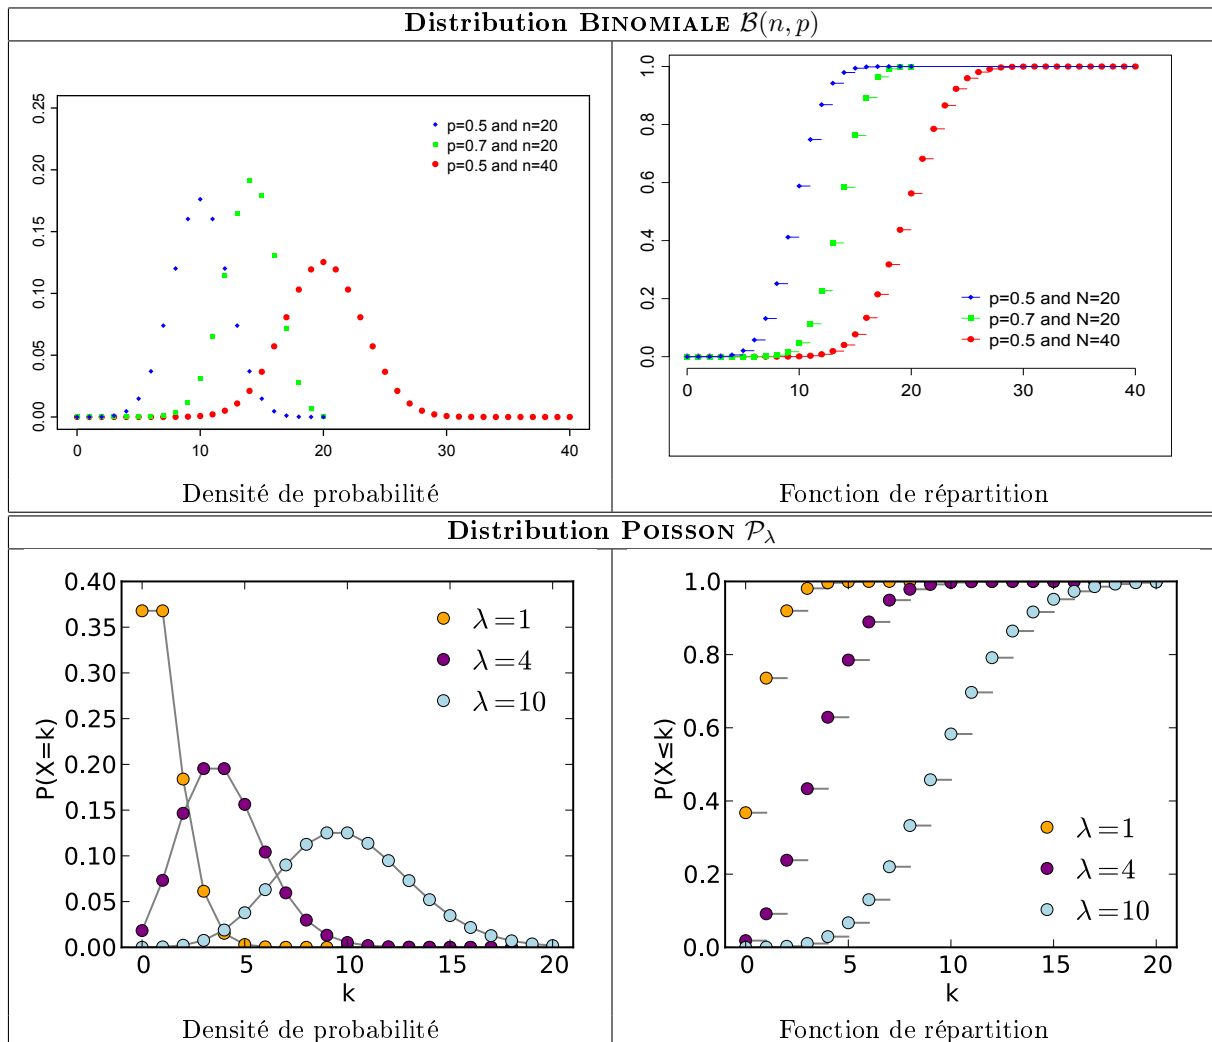 Distribution BINOMIALE B(n, p)
0.25
0.20
0.15
0.10
0.05
0.00
p=0.5 and n=20
p=0.7 and n=20
p=0.5 and n=40
0 10 20 30 40
Densité de probabilité
1.0
0.8
0.6
0.4
0.2
0.0
p=0.5 and N=20
p=0.7 and N=20
p=0.5 and N=40
0 10 20 30 40
Fonction de répartition
Distribution POISSON P_λ
0.40
0.35
0.30
0.25
0.20
0.15
0.10
0.05
0.00
P(X=k)
λ=1
λ=4
λ=10
0 5 10 15 20
k
Densité de probabilité
1.0
0.8
0.6
0.4
0.2
0.0
P(X≤k)
λ=1
λ=4
λ=10
0 5 10 15 20
k
Fonction de répartition